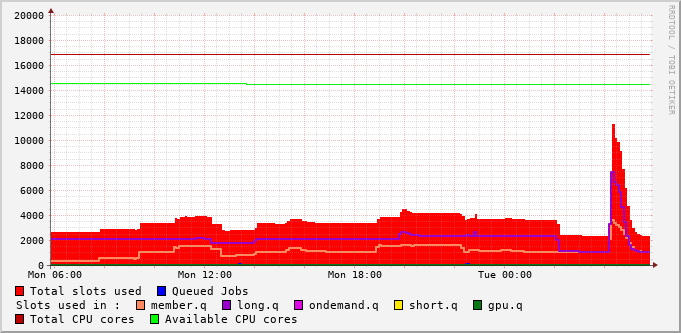 20000
18000
16000
14000
12000
10000
8000
6000
4000
2000
0
Mon 06:00 Mon 12:00 Mon 18:00 Tue 00:00
Total slots used Queued Jobs
Slots used in : member.q long.q ondemand.q short.q gpu.q
Total CPU cores Available CPU cores
RRDTOOL / TOBI OETIKER